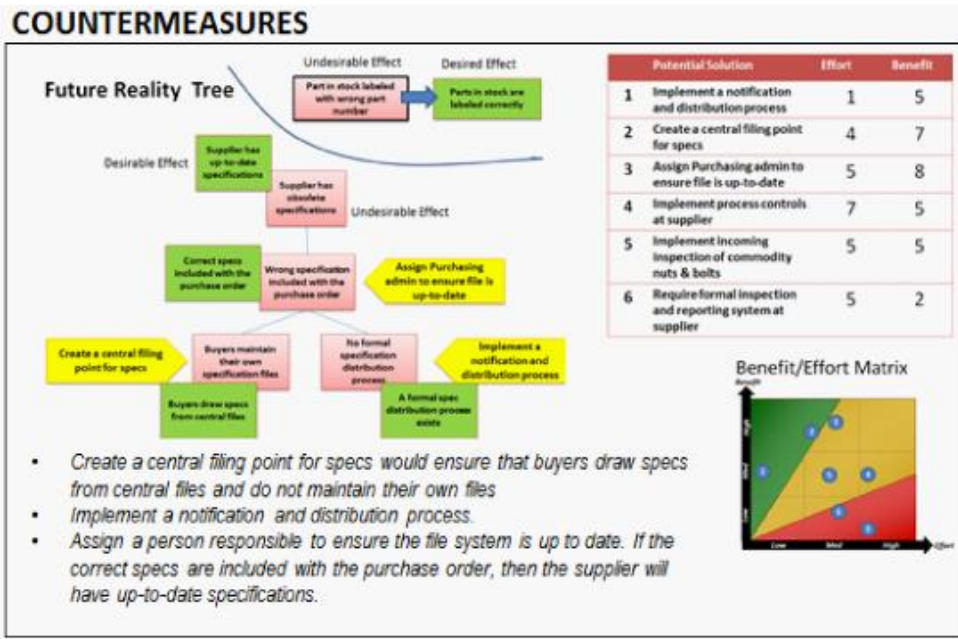 COUNTERMEASURES
Future Reality Tree
Undesirable Effect
Desired Effect
Part in stock labeled
with wrong part
number
Parts in stock are
labeled correctly
Desirable Effect
Supplier has
up-to-date
specifications
Supplier has
obsolete
specifications
Undesirable Effect
Correct specs
included with the
purchase order
Wrong specification
included with the
purchase order
Assign Purchasing
admin to ensure file is
up-to-date
Create a central filing
point for specs
Buyers maintain
their own
specification files
No formal
specification
distribution
process
Implement a
notification and
distribution process
Buyers draw specs
from central files
A formal spec
distribution process
exists
Potential Solution Effort Benefit
1 Implement a notification
and distribution process 1 5
2 Create a central filing point
for specs 4 7
3 Assign Purchasing admin to
ensure file is up-to-date 5 8
4 Implement process controls
at supplier 7 5
5 Implement incoming
inspection of commodity
nuts & bolts 5 5
6 Require formal inspection
and reporting system at
supplier 5 2
Benefit/Effort Matrix
Benefit
High
Med
Low
Low Med High Effort
• Create a central filing point for specs would ensure that buyers draw specs
from central files and do not maintain their own files
• Implement a notification and distribution process.
• Assign a person responsible to ensure the file system is up to date. If the
correct specs are included with the purchase order, then the supplier will
have up-to-date specifications.